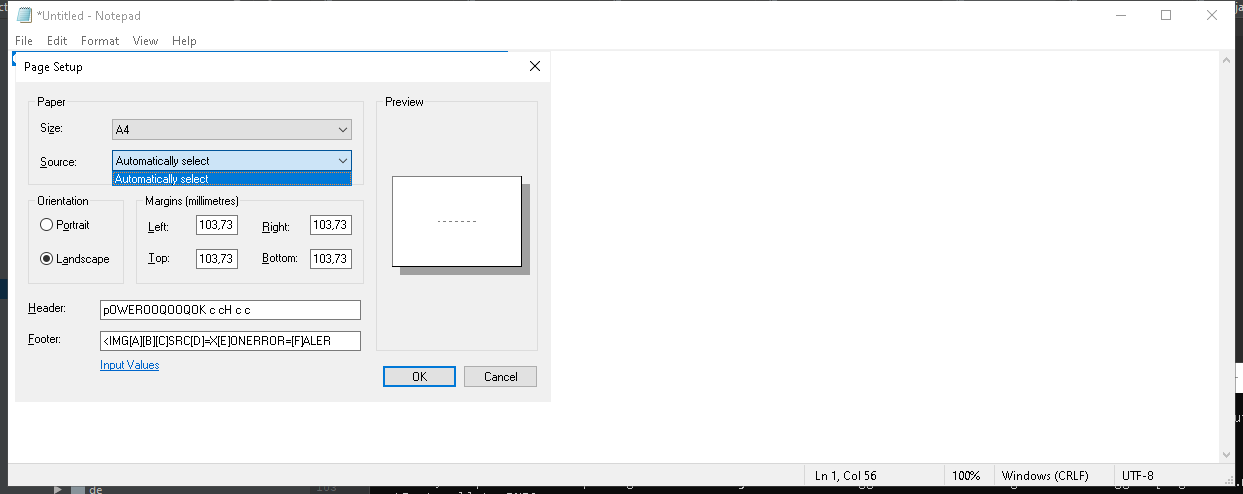 *Untitled - Notepad
File Edit Format View Help
Page Setup
Paper
Size: A4
Source: Automatically select
Automatically select
Orientation
Portrait
Landscape
Margins (millimetres)
Left: 103,73 Right: 103,73
Top: 103,73 Bottom: 103,73
Preview
Header: pOWEROOQOOQOK c cH c c
Footer: <IMG[A][B][C]SRC[D]=X[E]ONERROR=[F]ALER
Input Values
OK Cancel
Ln 1, Col 56 100% Windows (CRLF) UTF-8
de
103